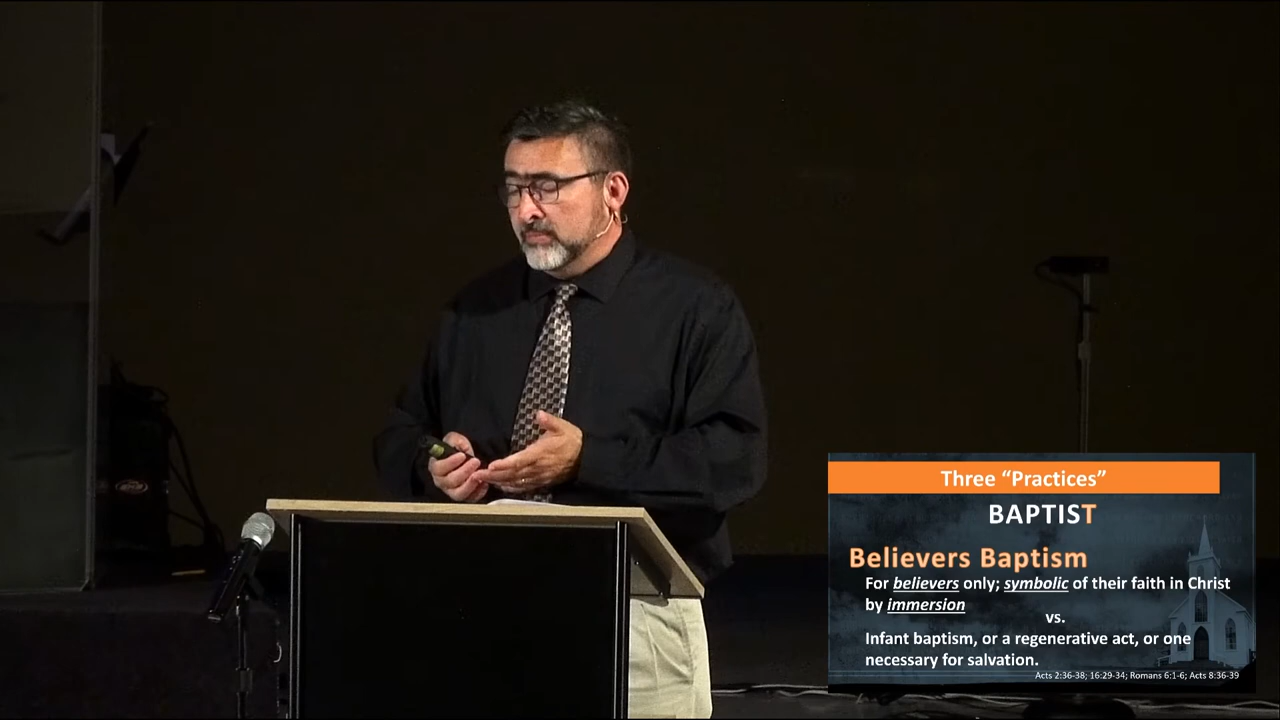 Three “Practices”
BAPTIST
Believers Baptism
For believers only; symbolic of their faith in Christ
by immersion
vs.
Infant baptism, or a regenerative act, or one
necessary for salvation.
Acts 2:36-38; 16:29-34; Romans 6:1-6; Acts 8:36-39